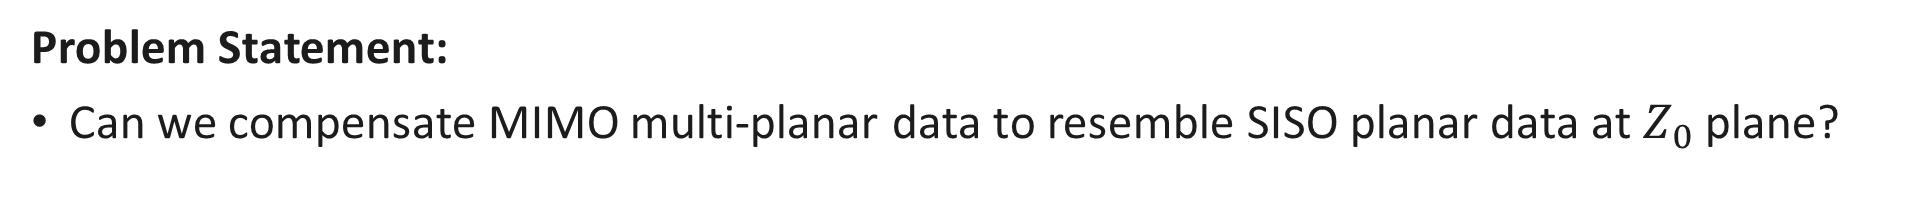 Problem Statement:
• Can we compensate MIMO multi-planar data to resemble SISO planar data at Z₀ plane?